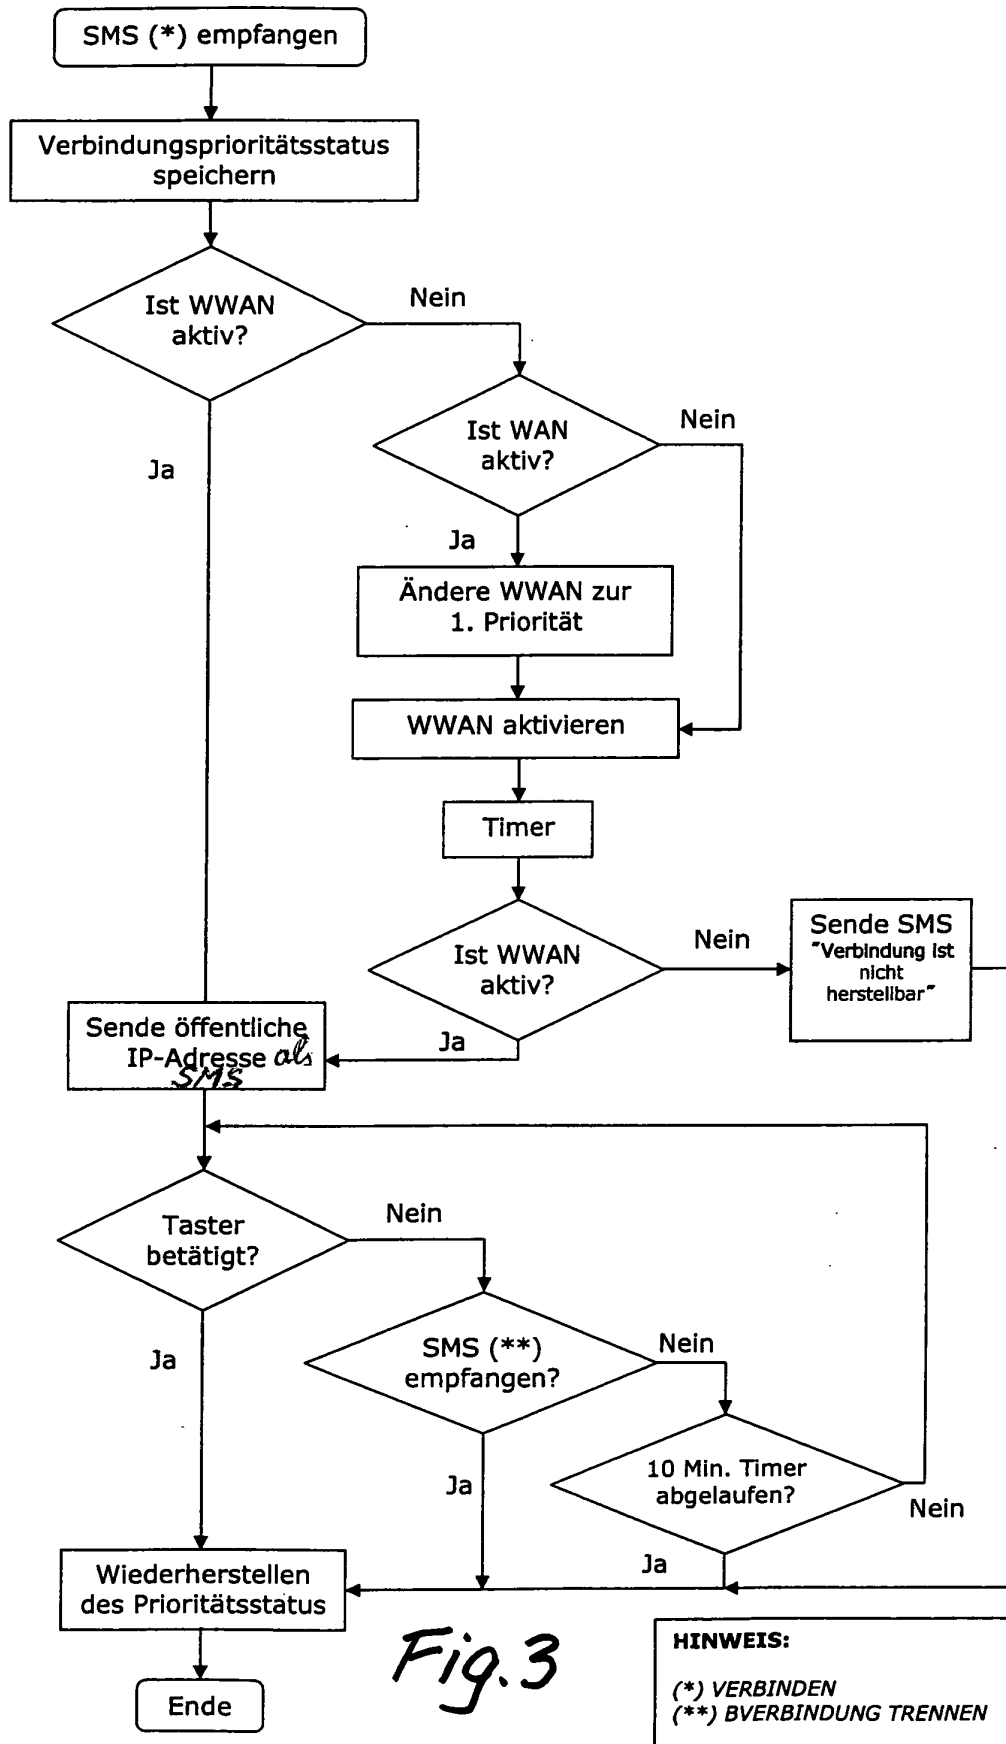 SMS (*) empfangen
Verbindungsprioritätsstatus
speichern
Ist WWAN
aktiv?
Nein
Ja
Ist WAN
aktiv?
Nein
Ja
Ändere WWAN zur
1. Priorität
WWAN aktivieren
Timer
Ist WWAN
aktiv?
Nein
Sende SMS
"Verbindung ist
nicht
herstellbar"
Ja
Sende öffentliche
IP-Adresse als
SMS
Taster
betätigt?
Nein
Ja
SMS (**)
empfangen?
Nein
Ja
10 Min. Timer
abgelaufen?
Nein
Ja
Wiederherstellen
des Prioritätsstatus
Ende
Fig. 3
HINWEIS:
(*) VERBINDEN
(**) BVERBINDUNG TRENNEN